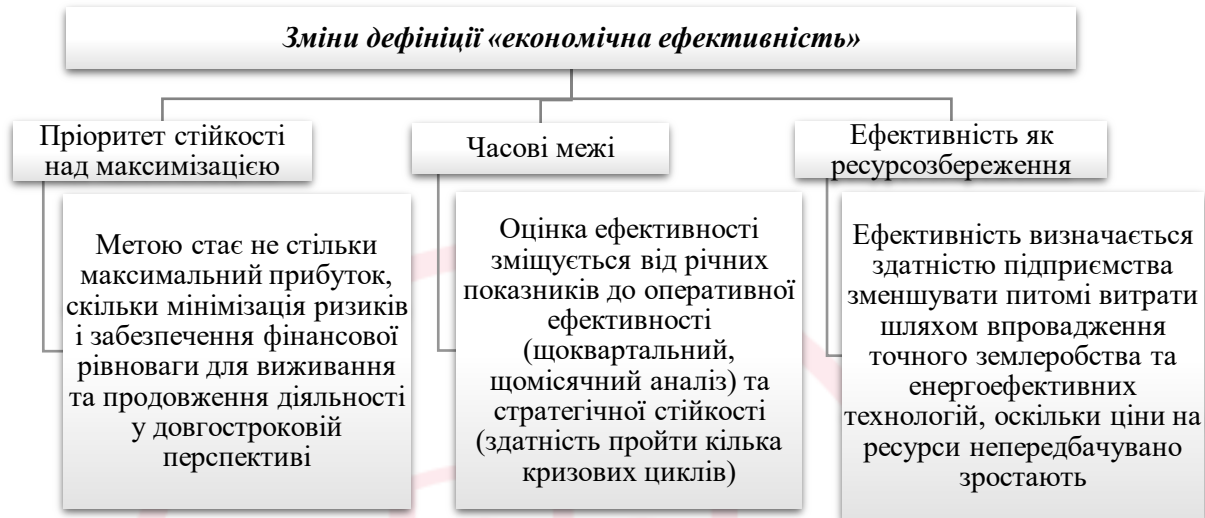 Зміни дефініції «економічна ефективність»
Пріоритет стійкості
над максимізацією
Метою стає не стільки
максимальний прибуток,
скільки мінімізація ризиків
і забезпечення фінансової
рівноваги для виживання
та продовження діяльності
у довгостроковій
перспективі
Часові межі
Оцінка ефективності
зміщується від річних
показників до оперативної
ефективності
(щоквартальний,
щомісячний аналіз) та
стратегічної стійкості
(здатність пройти кілька
кризових циклів)
Ефективність як
ресурсозбереження
Ефективність визначається
здатністю підприємства
зменшувати питомі витрати
шляхом впровадження
точного землеробства та
енергоефективних
технологій, оскільки ціни на
ресурси непередбачувано
зростають